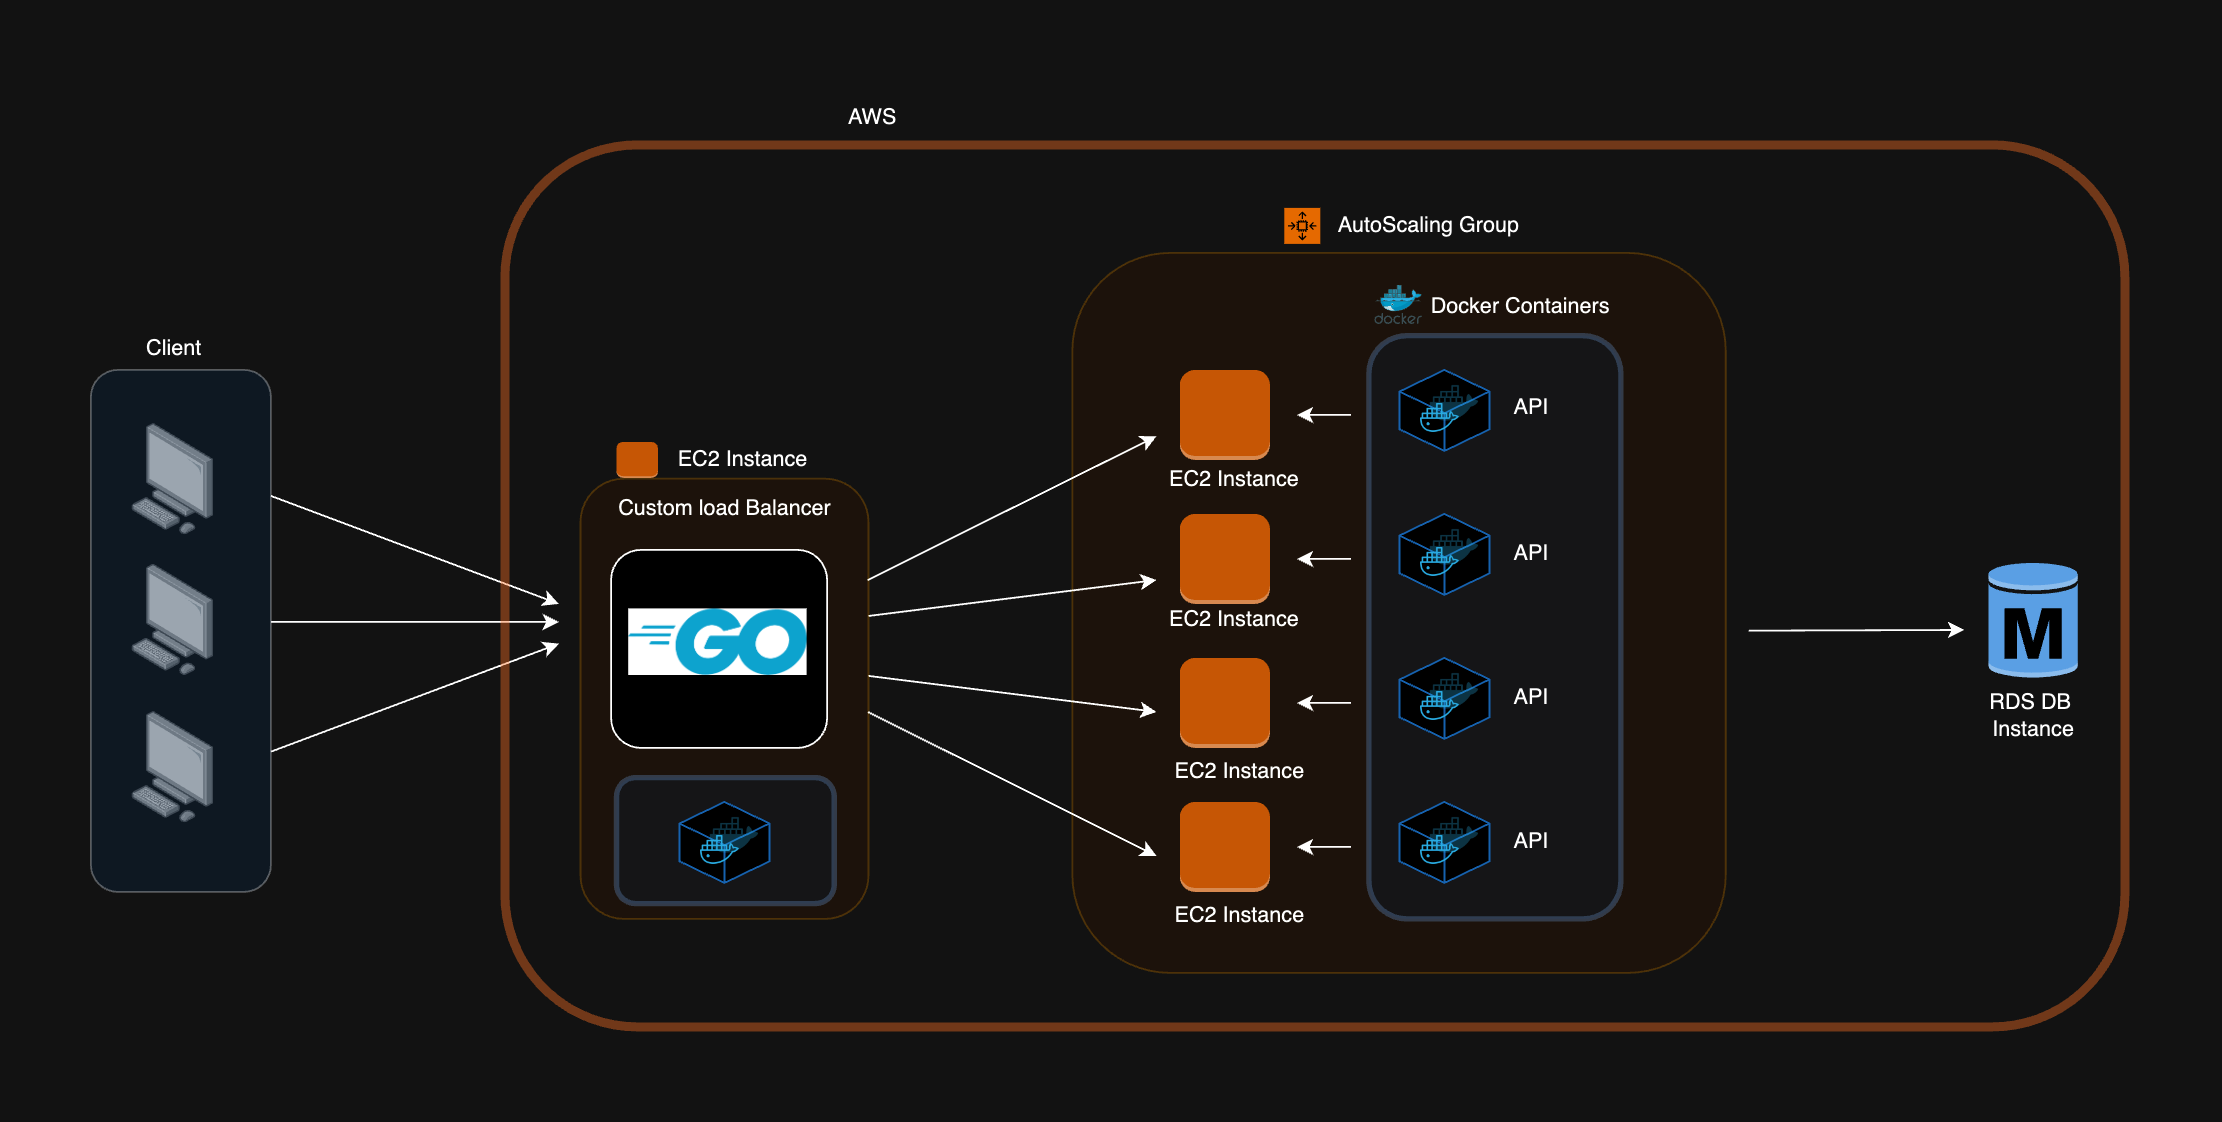 AWS
AutoScaling Group
docker
Docker Containers
Client
API
EC2 Instance
EC2 Instance
Custom load Balancer
API
GO
EC2 Instance
M
API
RDS DB
Instance
EC2 Instance
API
EC2 Instance